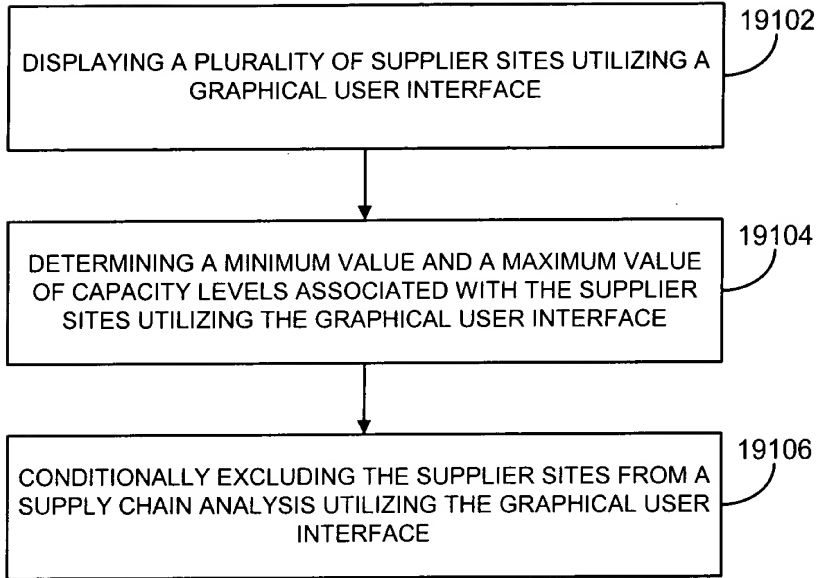 19102
DISPLAYING A PLURALITY OF SUPPLIER SITES UTILIZING A
GRAPHICAL USER INTERFACE
19104
DETERMINING A MINIMUM VALUE AND A MAXIMUM VALUE
OF CAPACITY LEVELS ASSOCIATED WITH THE SUPPLIER
SITES UTILIZING THE GRAPHICAL USER INTERFACE
19106
CONDITIONALLY EXCLUDING THE SUPPLIER SITES FROM A
SUPPLY CHAIN ANALYSIS UTILIZING THE GRAPHICAL USER
INTERFACE